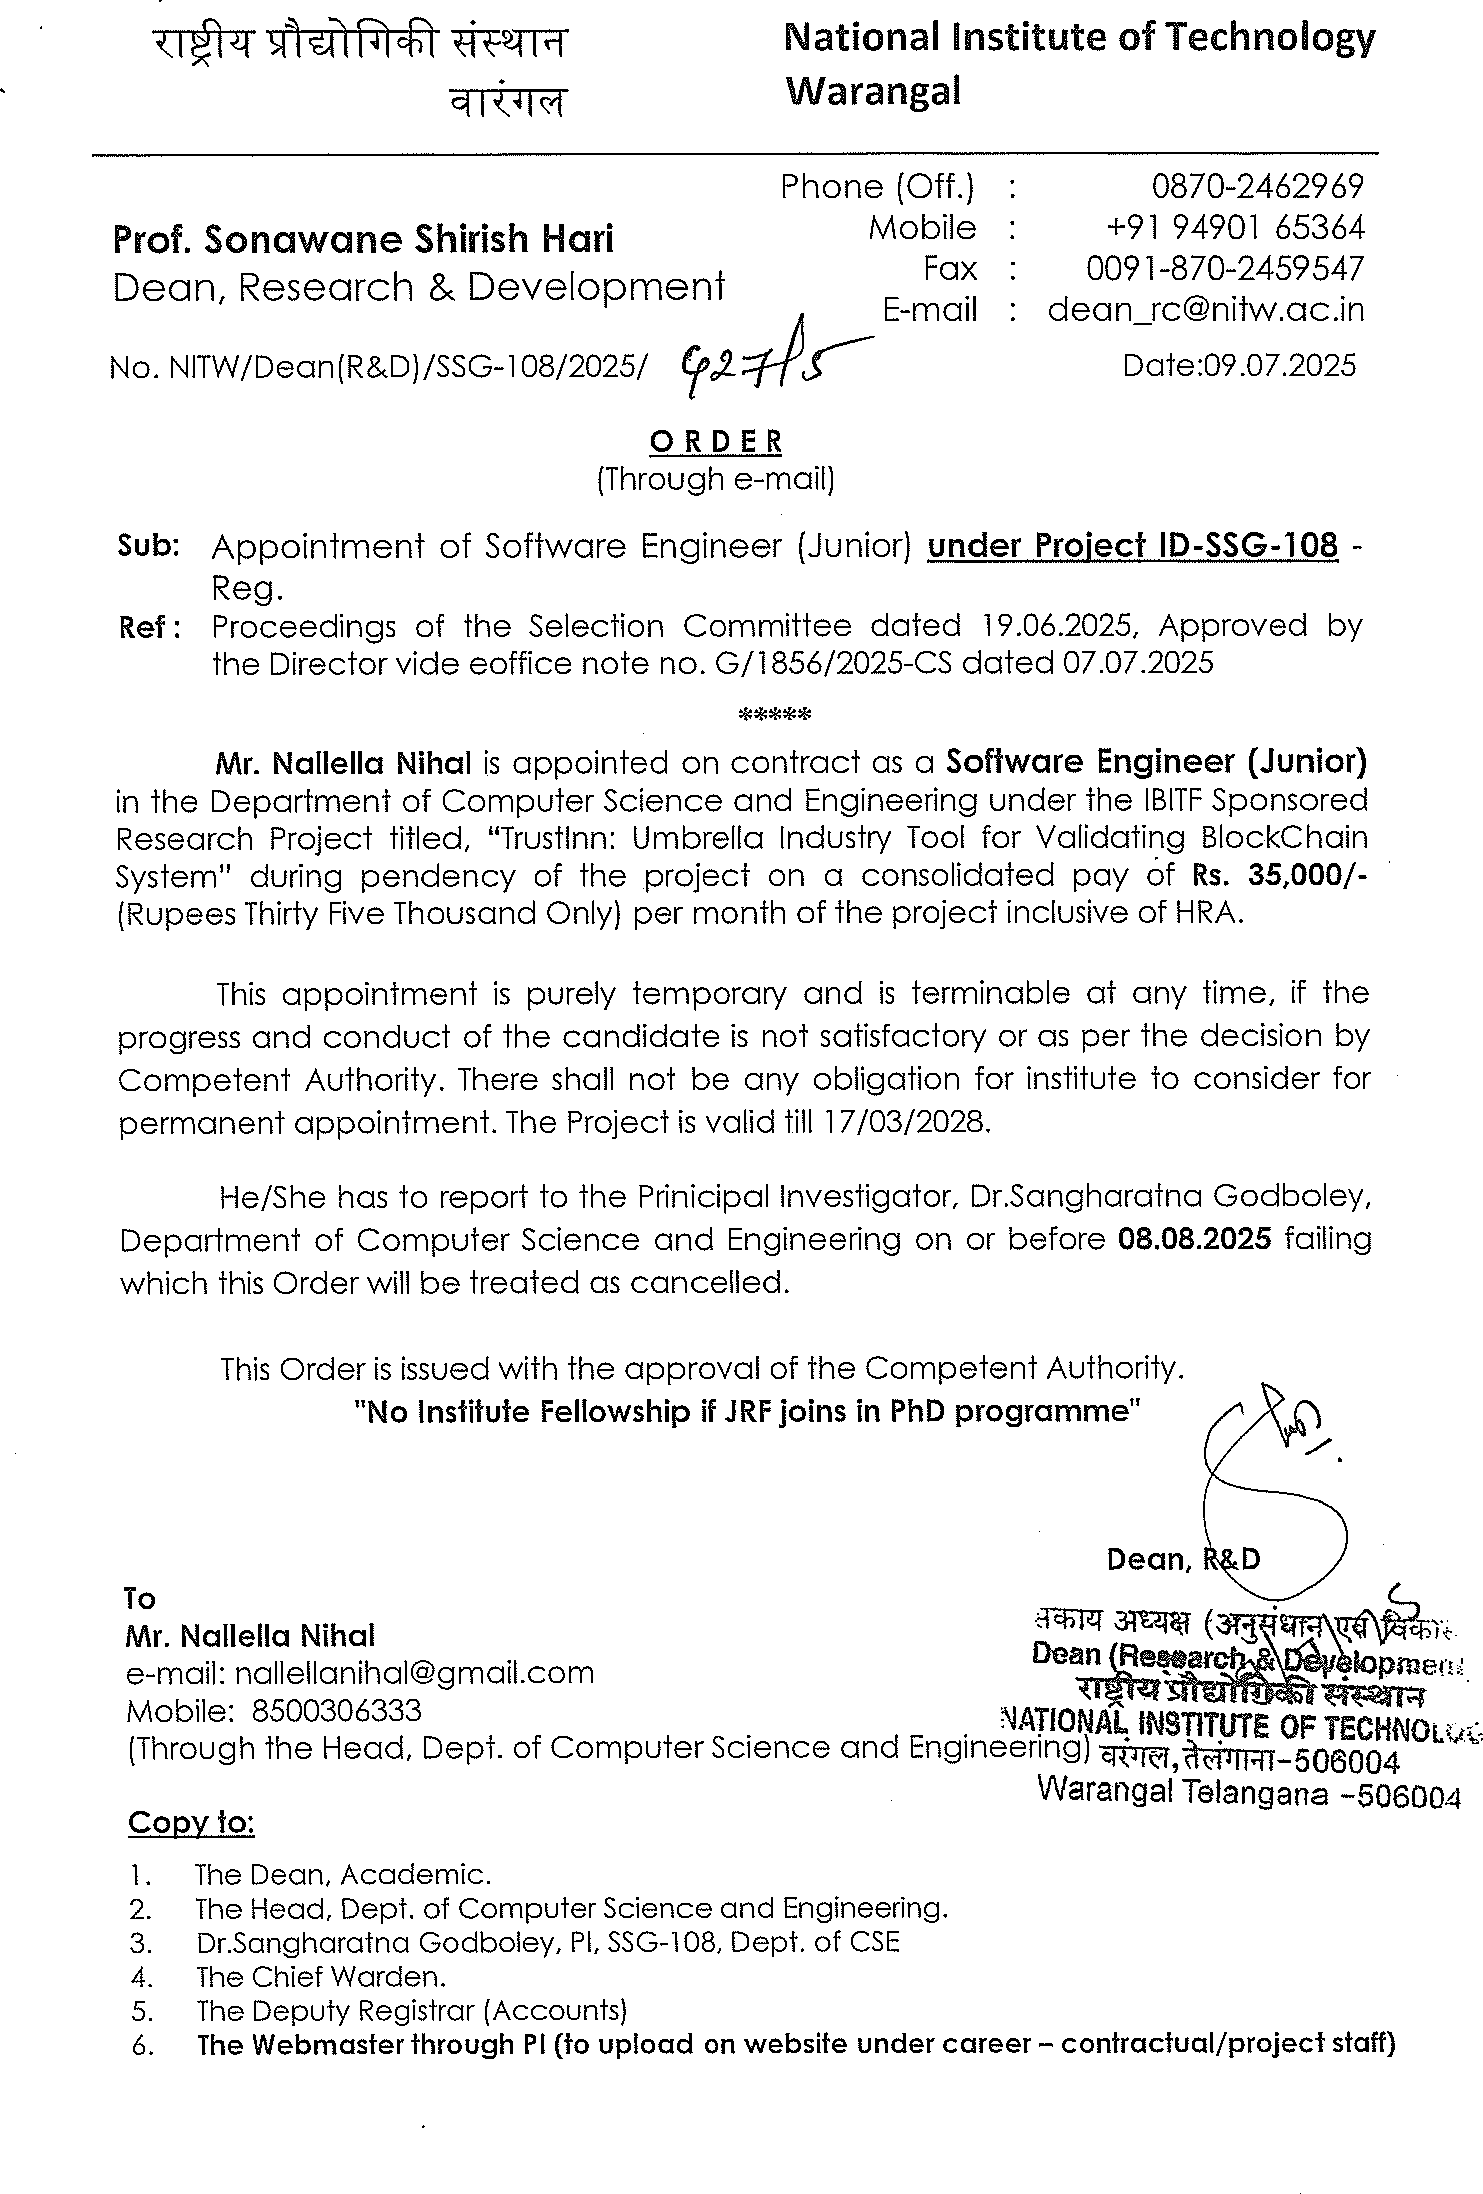 राष्ट्रीय प्रौद्योगिकी संस्थान
वारंगल
National Institute of Technology
Warangal
Prof. Sonawane Shirish Hari
Dean, Research & Development
Phone (Off.) : 0870-2462969
Mobile : +91 94901 65364
Fax : 0091-870-2459547
E-mail : dean_rc@nitw.ac.in
No. NITW/Dean(R&D)/SSG-108/2025/
Date:09.07.2025
O R D E R
(Through e-mail)
Sub: Appointment of Software Engineer (Junior) under Project ID-SSG-108 -
Reg.
Ref : Proceedings of the Selection Committee dated 19.06.2025, Approved by
the Director vide eoffice note no. G/1856/2025-CS dated 07.07.2025
*****
Mr. Nallella Nihal is appointed on contract as a Software Engineer (Junior)
in the Department of Computer Science and Engineering under the IBITF Sponsored
Research Project titled, “TrustInn: Umbrella Industry Tool for Validating BlockChain
System” during pendency of the project on a consolidated pay of Rs. 35,000/-
(Rupees Thirty Five Thousand Only) per month of the project inclusive of HRA.
This appointment is purely temporary and is terminable at any time, if the
progress and conduct of the candidate is not satisfactory or as per the decision by
Competent Authority. There shall not be any obligation for institute to consider for
permanent appointment. The Project is valid till 17/03/2028.
He/She has to report to the Prinicipal Investigator, Dr.Sangharatna Godboley,
Department of Computer Science and Engineering on or before 08.08.2025 failing
which this Order will be treated as cancelled.
This Order is issued with the approval of the Competent Authority.
"No Institute Fellowship if JRF joins in PhD programme"
Dean, R&D
अध्यक्ष (अनुसंधान एवं
Dean (Research & Development
राष्ट्रीय प्रौद्योगिकी संस्थान
NATIONAL INSTITUTE OF
वरंगल, तेलंगाना-506004
Warangal Telangana -506004
To
Mr. Nallella Nihal
e-mail: nallellanihal@gmail.com
Mobile: 8500306333
(Through the Head, Dept. of Computer Science and Engineering)
Copy to:
1. The Dean, Academic.
2. The Head, Dept. of Computer Science and Engineering.
3. Dr.Sangharatna Godboley, PI, SSG-108, Dept. of CSE
4. The Chief Warden.
5. The Deputy Registrar (Accounts)
6. The Webmaster through PI (to upload on website under career – contractual/project staff)